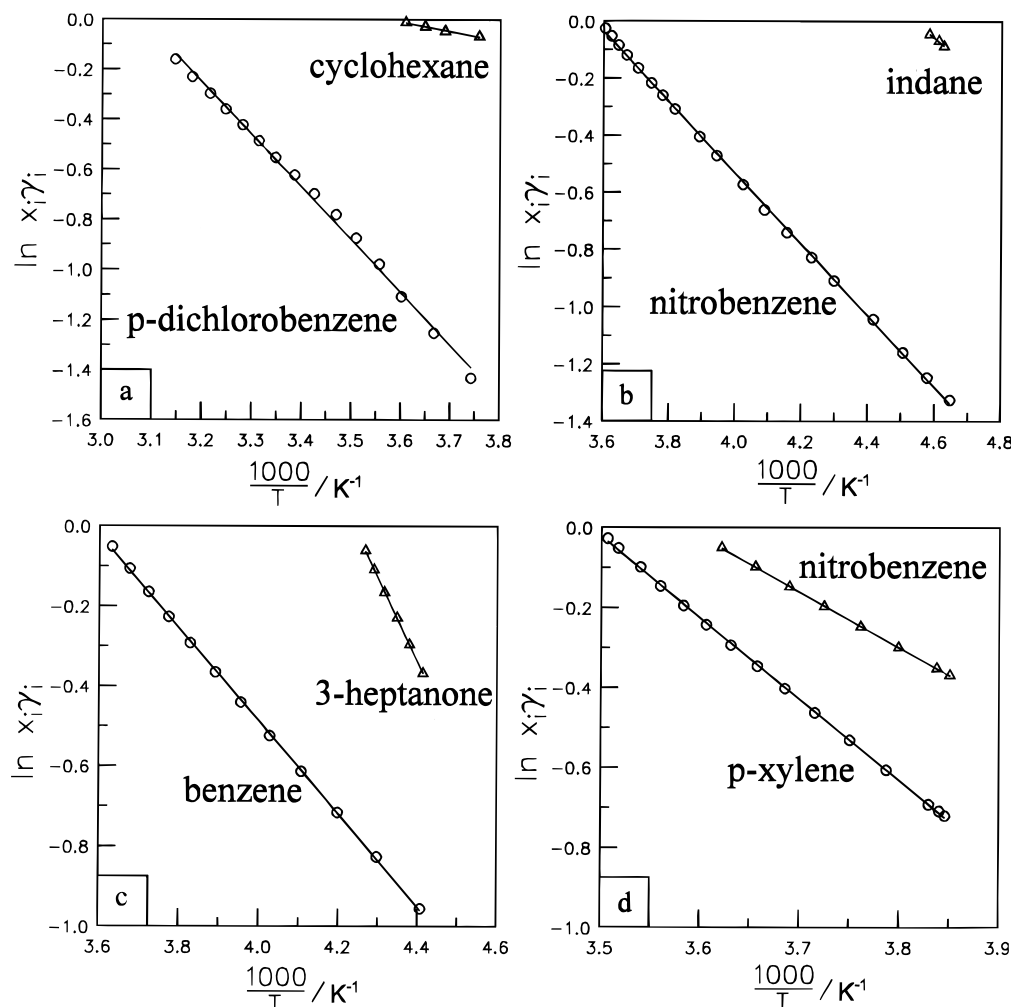 0.0
−0.2
−0.4
−0.6
−0.8
−1.0
−1.2
−1.4
−1.6
ln xᵢγᵢ
cyclohexane
p-dichlorobenzene
a
3.0 3.1 3.2 3.3 3.4 3.5 3.6 3.7 3.8
1000/T / K⁻¹
0.0
−0.2
−0.4
−0.6
−0.8
−1.0
−1.2
−1.4
ln xᵢγᵢ
indane
nitrobenzene
b
3.6 3.8 4.0 4.2 4.4 4.6 4.8
1000/T / K⁻¹
0.0
−0.2
−0.4
−0.6
−0.8
−1.0
ln xᵢγᵢ
3-heptanone
benzene
c
3.6 3.8 4.0 4.2 4.4 4.6
1000/T / K⁻¹
0.0
−0.2
−0.4
−0.6
−0.8
−1.0
ln xᵢγᵢ
nitrobenzene
p-xylene
d
3.5 3.6 3.7 3.8 3.9
1000/T / K⁻¹